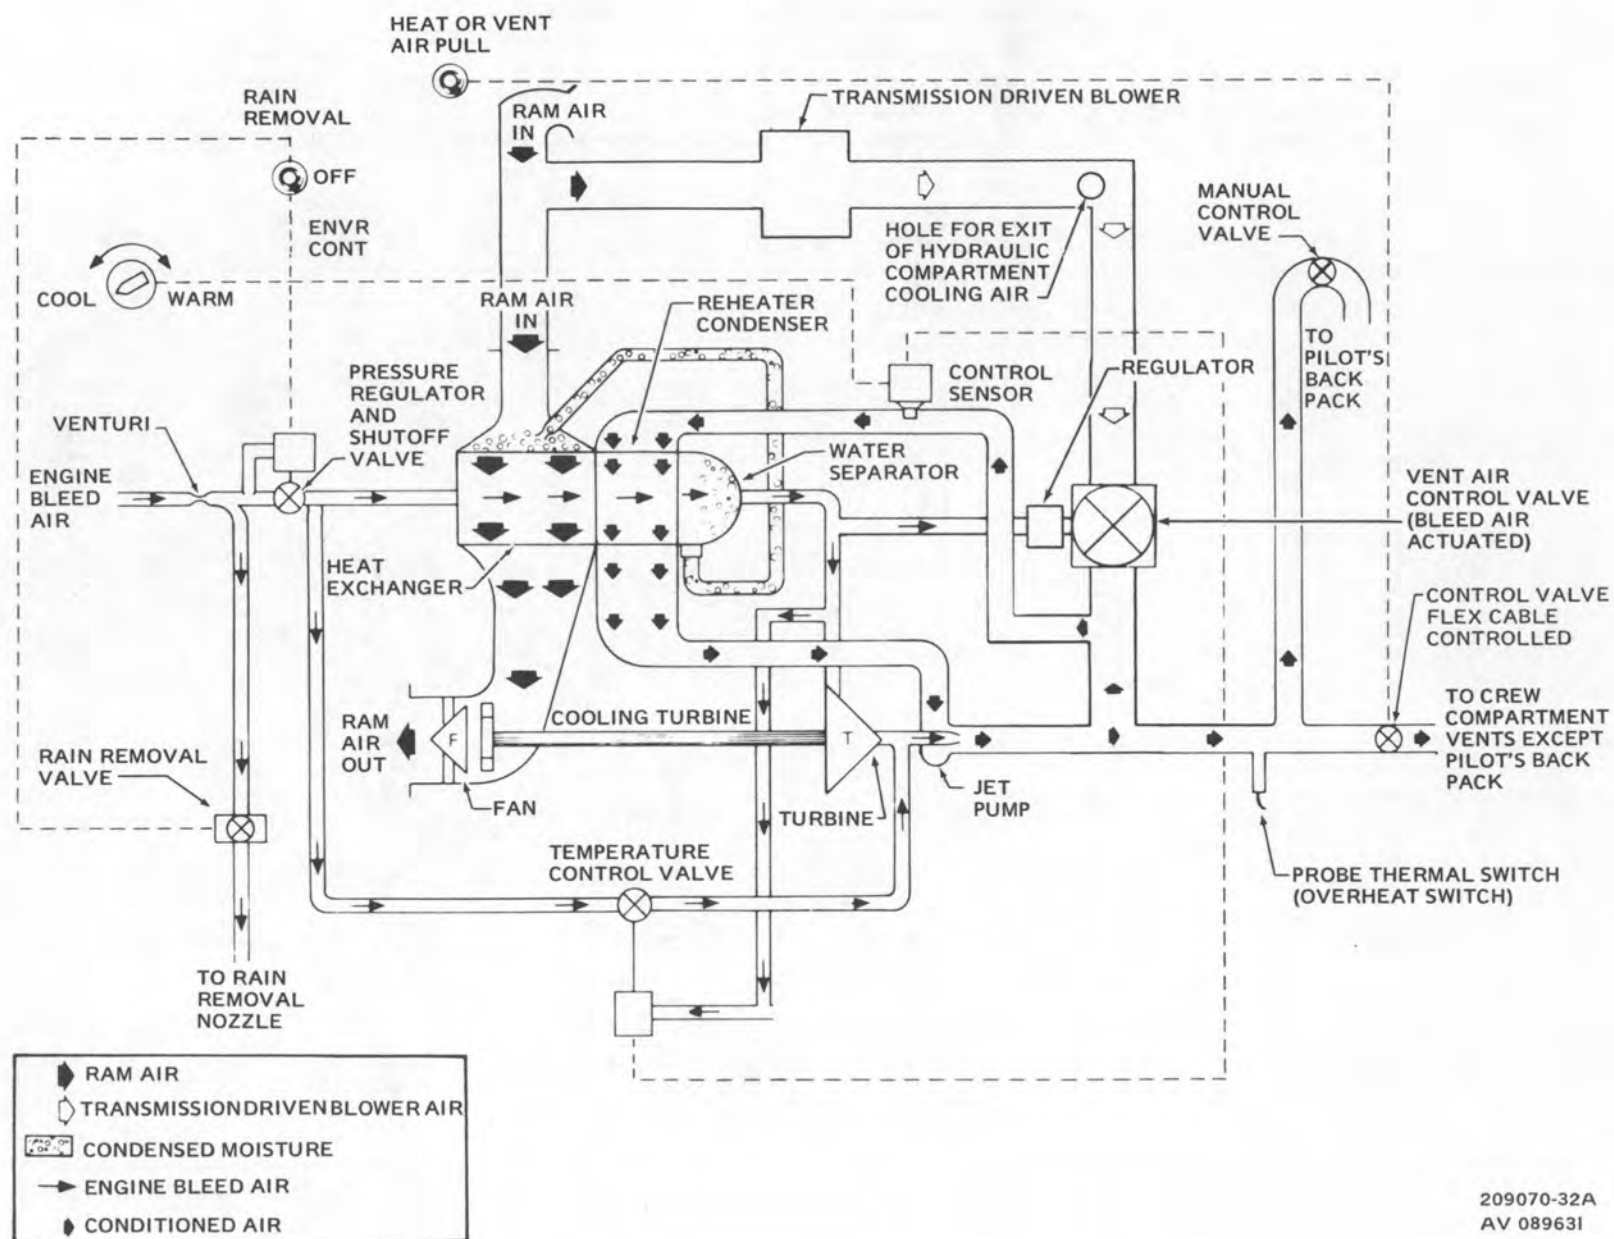 HEAT OR VENT
AIR PULL
RAIN
REMOVAL
OFF
ENVR
CONT
COOL
WARM
RAM AIR
IN
TRANSMISSION DRIVEN BLOWER
HOLE FOR EXIT
OF HYDRAULIC
COMPARTMENT
COOLING AIR
MANUAL
CONTROL
VALVE
RAM AIR
IN
REHEATER
CONDENSER
PRESSURE
REGULATOR
AND
SHUTOFF
VALVE
CONTROL
SENSOR
REGULATOR
TO
PILOT'S
BACK
PACK
VENTURI
ENGINE
BLEED
AIR
WATER
SEPARATOR
VENT AIR
CONTROL VALVE
(BLEED AIR
ACTUATED)
HEAT
EXCHANGER
CONTROL VALVE
FLEX CABLE
CONTROLLED
RAM
AIR
OUT
COOLING TURBINE
F
T
TO CREW
COMPARTMENT
VENTS EXCEPT
PILOT'S BACK
PACK
RAIN REMOVAL
VALVE
FAN
TURBINE
JET
PUMP
TEMPERATURE
CONTROL VALVE
PROBE THERMAL SWITCH
(OVERHEAT SWITCH)
TO RAIN
REMOVAL
NOZZLE
RAM AIR
TRANSMISSION DRIVEN BLOWER AIR
CONDENSED MOISTURE
ENGINE BLEED AIR
CONDITIONED AIR
209070-32A
AV 08963I